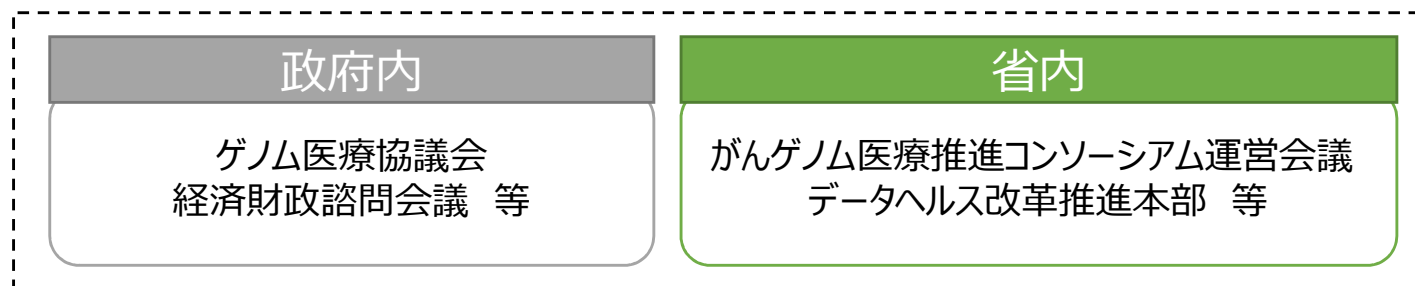 政府内
ゲノム医療協議会
経済財政諮問会議　等
省内
がんゲノム医療推進コンソーシアム運営会議
データヘルス改革推進本部　等